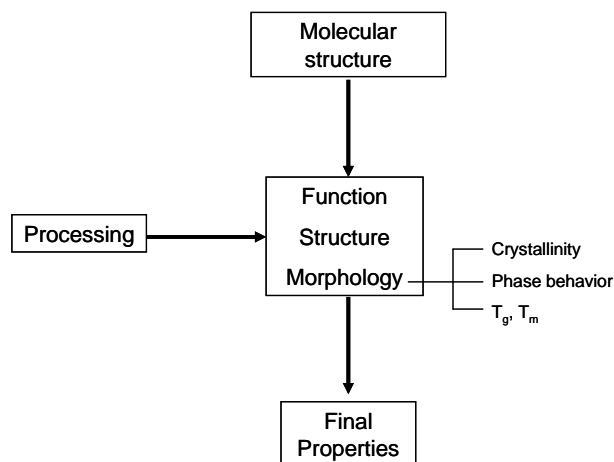 Molecular
structure
Function
Processing
Structure
Morphology
Crystallinity
Phase behavior
Tg, Tm
Final
Properties